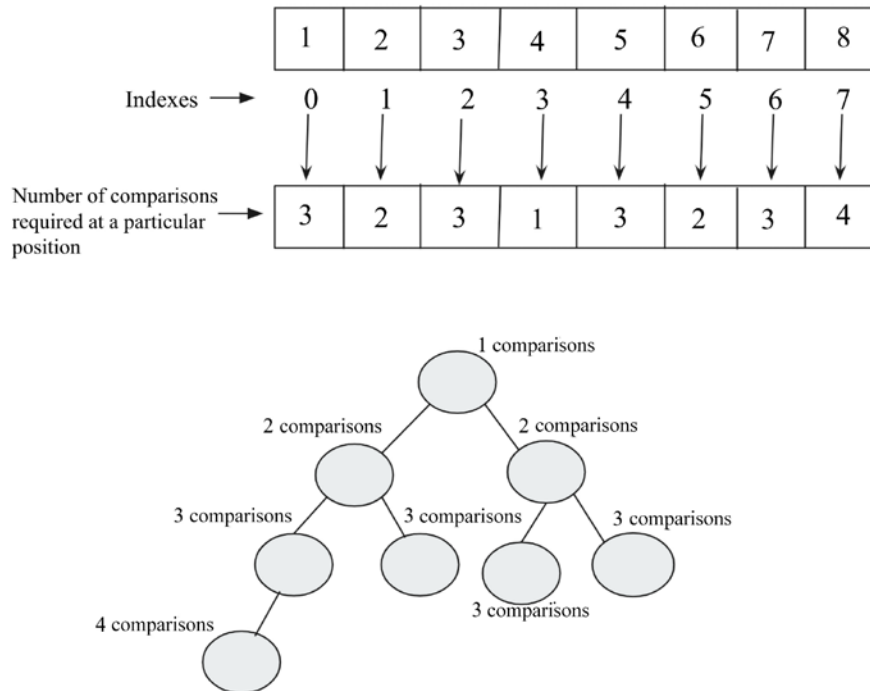 1 2 3 4 5 6 7 8
Indexes 0 1 2 3 4 5 6 7
Number of comparisons
required at a particular
position
3 2 3 1 3 2 3 4
1 comparisons
2 comparisons 2 comparisons
3 comparisons 3 comparisons 3 comparisons
3 comparisons
4 comparisons